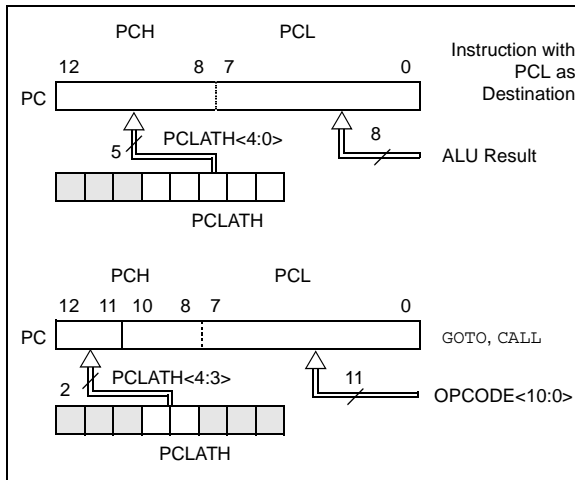 PCH PCL
12 8 7 0
Instruction with
PCL as
Destination
PC
5 PCLATH<4:0> 8
ALU Result
PCLATH
PCH PCL
12 11 10 8 7 0
PC GOTO, CALL
2 PCLATH<4:3> 11
OPCODE<10:0>
PCLATH